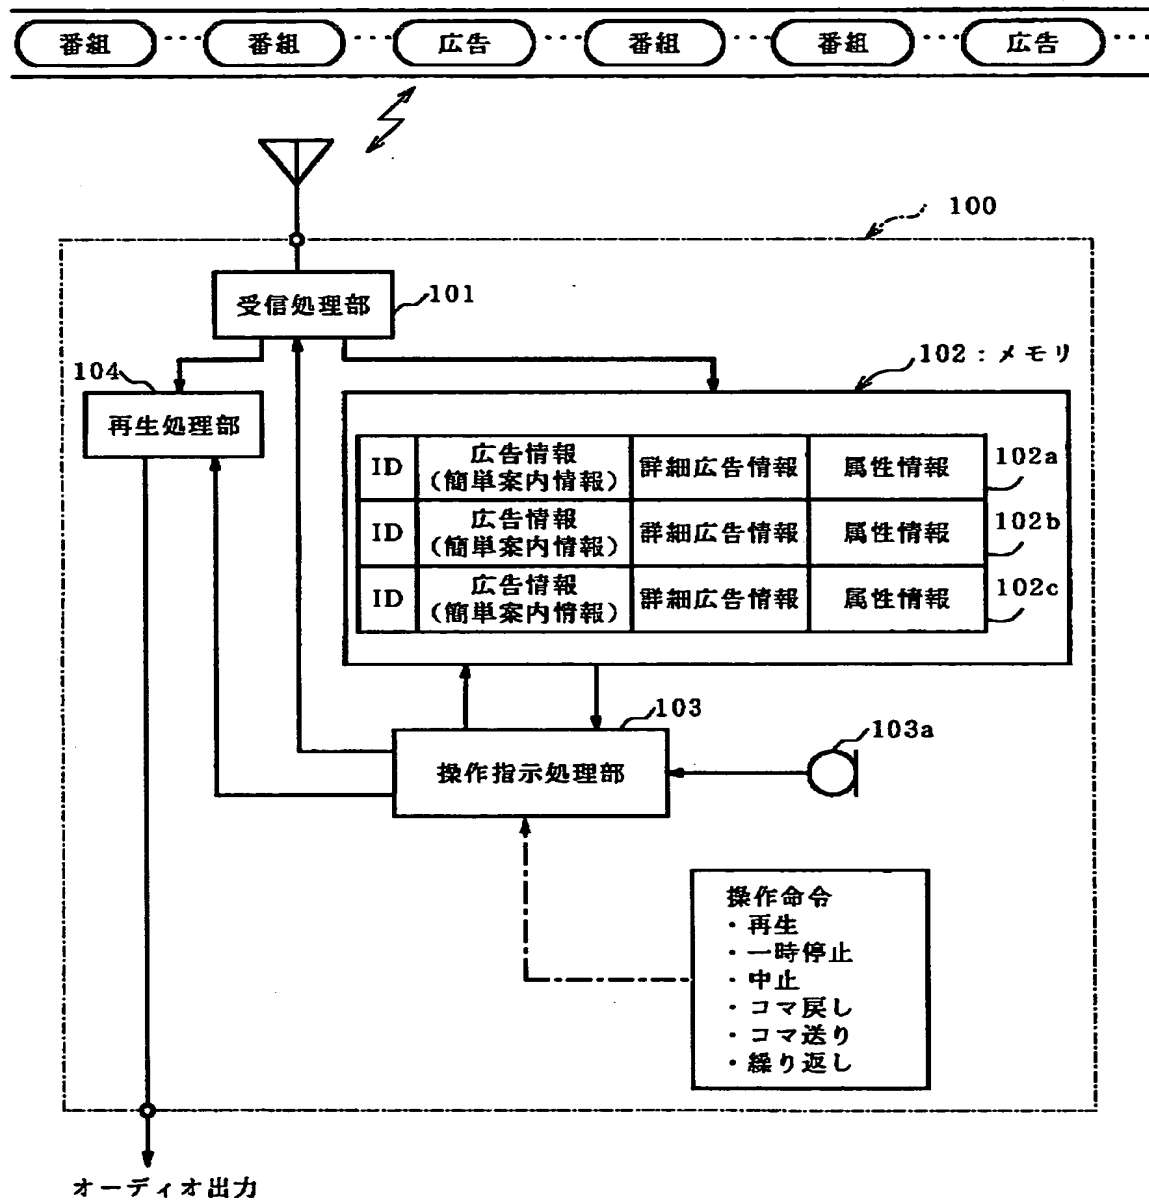 番組 番組 広告 番組 番組 広告
100
受信処理部
101
102：メモリ
104
再生処理部
ID 広告情報（簡単案内情報） 詳細広告情報 属性情報
102a
ID 広告情報（簡単案内情報） 詳細広告情報 属性情報
102b
ID 広告情報（簡単案内情報） 詳細広告情報 属性情報
102c
103
103a
操作指示処理部
操作命令
・再生
・一時停止
・中止
・コマ戻し
・コマ送り
・繰り返し
オーディオ出力